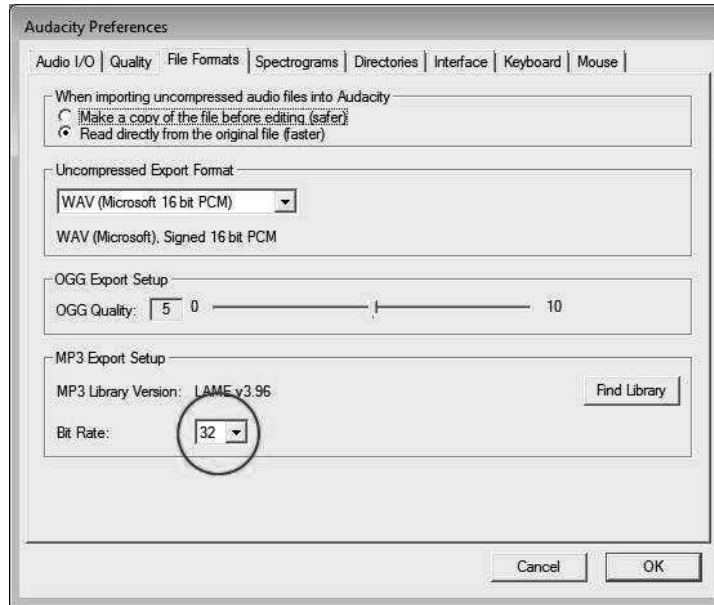 Audacity Preferences
Audio I/O Quality File Formats Spectrograms Directories Interface Keyboard Mouse
When importing uncompressed audio files into Audacity
Make a copy of the file before editing (safer)
Read directly from the original file (faster)
Uncompressed Export Format
WAV (Microsoft 16 bit PCM)
WAV (Microsoft), Signed 16 bit PCM
OGG Export Setup
OGG Quality: 5 0 10
MP3 Export Setup
MP3 Library Version: LAME v3.96 Find Library
Bit Rate: 32
Cancel OK